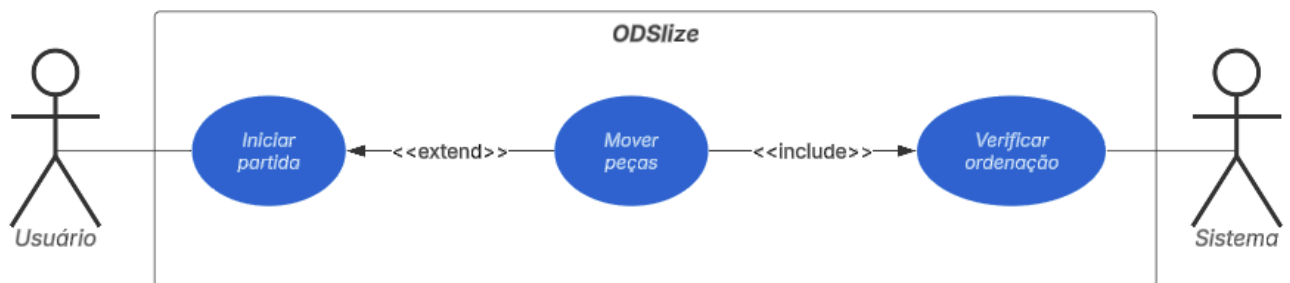 ODSlize
Iniciar
partida
<<extend>>
Mover
peças
<<include>>
Verificar
ordenação
Usuário
Sistema